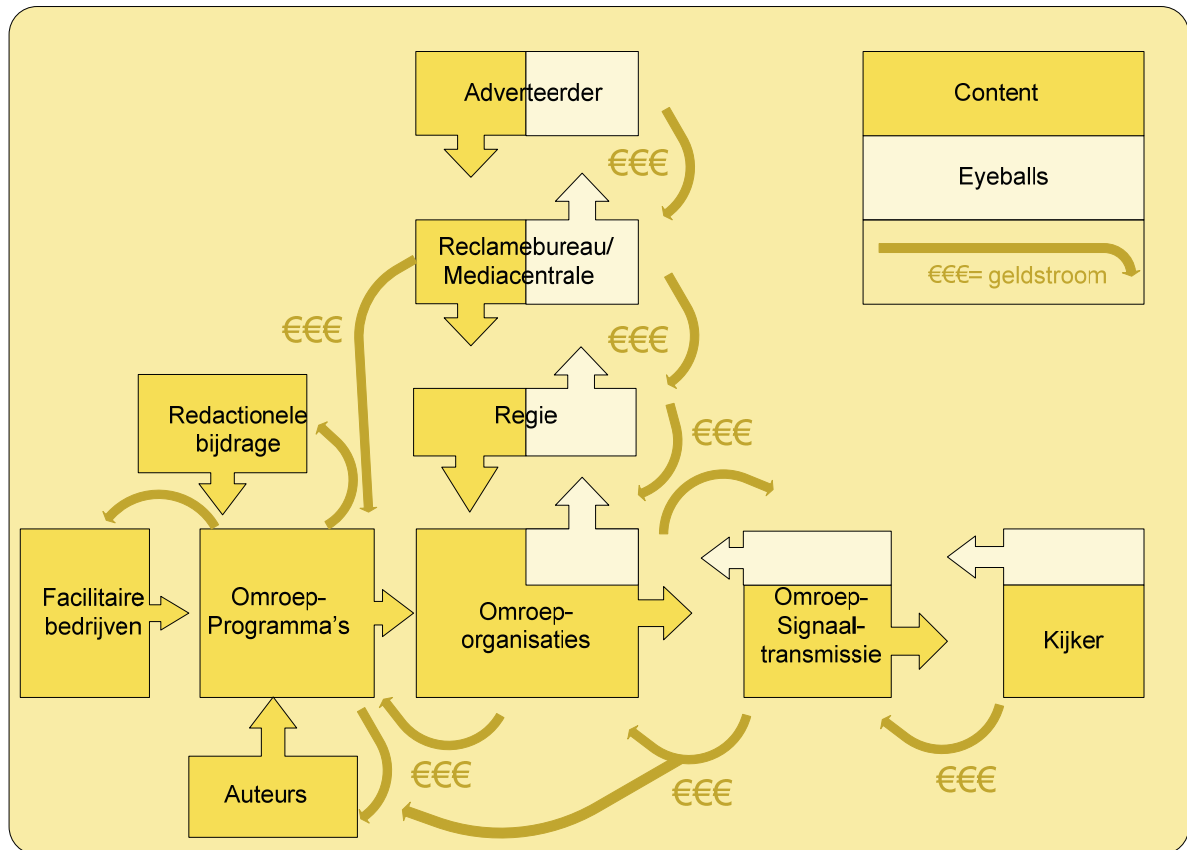 Adverteerder
€€€
Reclamebureau/
Mediacentrale
€€€
€€€
Regie
€€€
Redactionele
bijdrage
Facilitaire
bedrijven
Omroep-
Programma's
Omroep-
organisaties
Omroep-
Signaal-
transmissie
Kijker
Auteurs
€€€
€€€
€€€
Content
Eyeballs
€€€= geldstroom